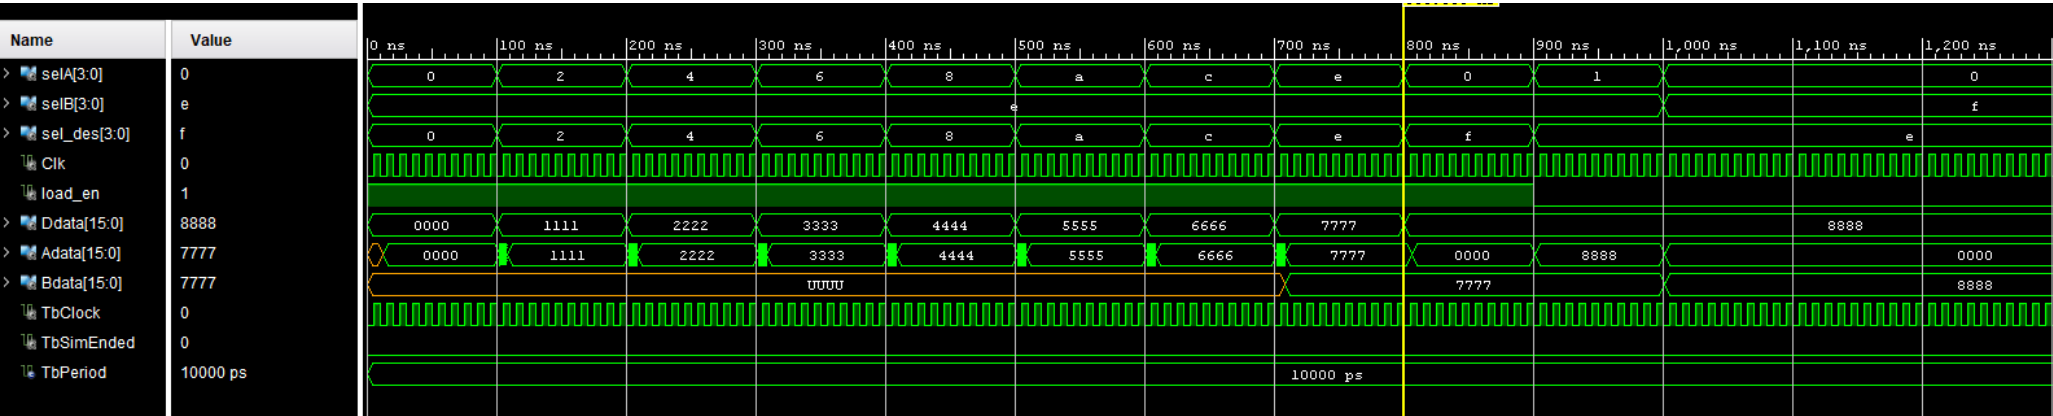 Name Value
0 ns 100 ns 200 ns 300 ns 400 ns 500 ns 600 ns 700 ns 800 ns 900 ns 1,000 ns 1,100 ns 1,200 ns
selA[3:0] 0 0 2 4 6 8 a c e 0 1 0
selB[3:0] e e f
sel_des[3:0] f 0 2 4 6 8 a c e f e
Clk 0
load_en 1
Ddata[15:0] 8888 0000 1111 2222 3333 4444 5555 6666 7777 8888
Adata[15:0] 7777 0000 1111 2222 3333 4444 5555 6666 7777 0000 8888 0000
Bdata[15:0] 7777 UUUU 7777 8888
TbClock 0
TbSimEnded 0
TbPeriod 10000 ps 10000 ps